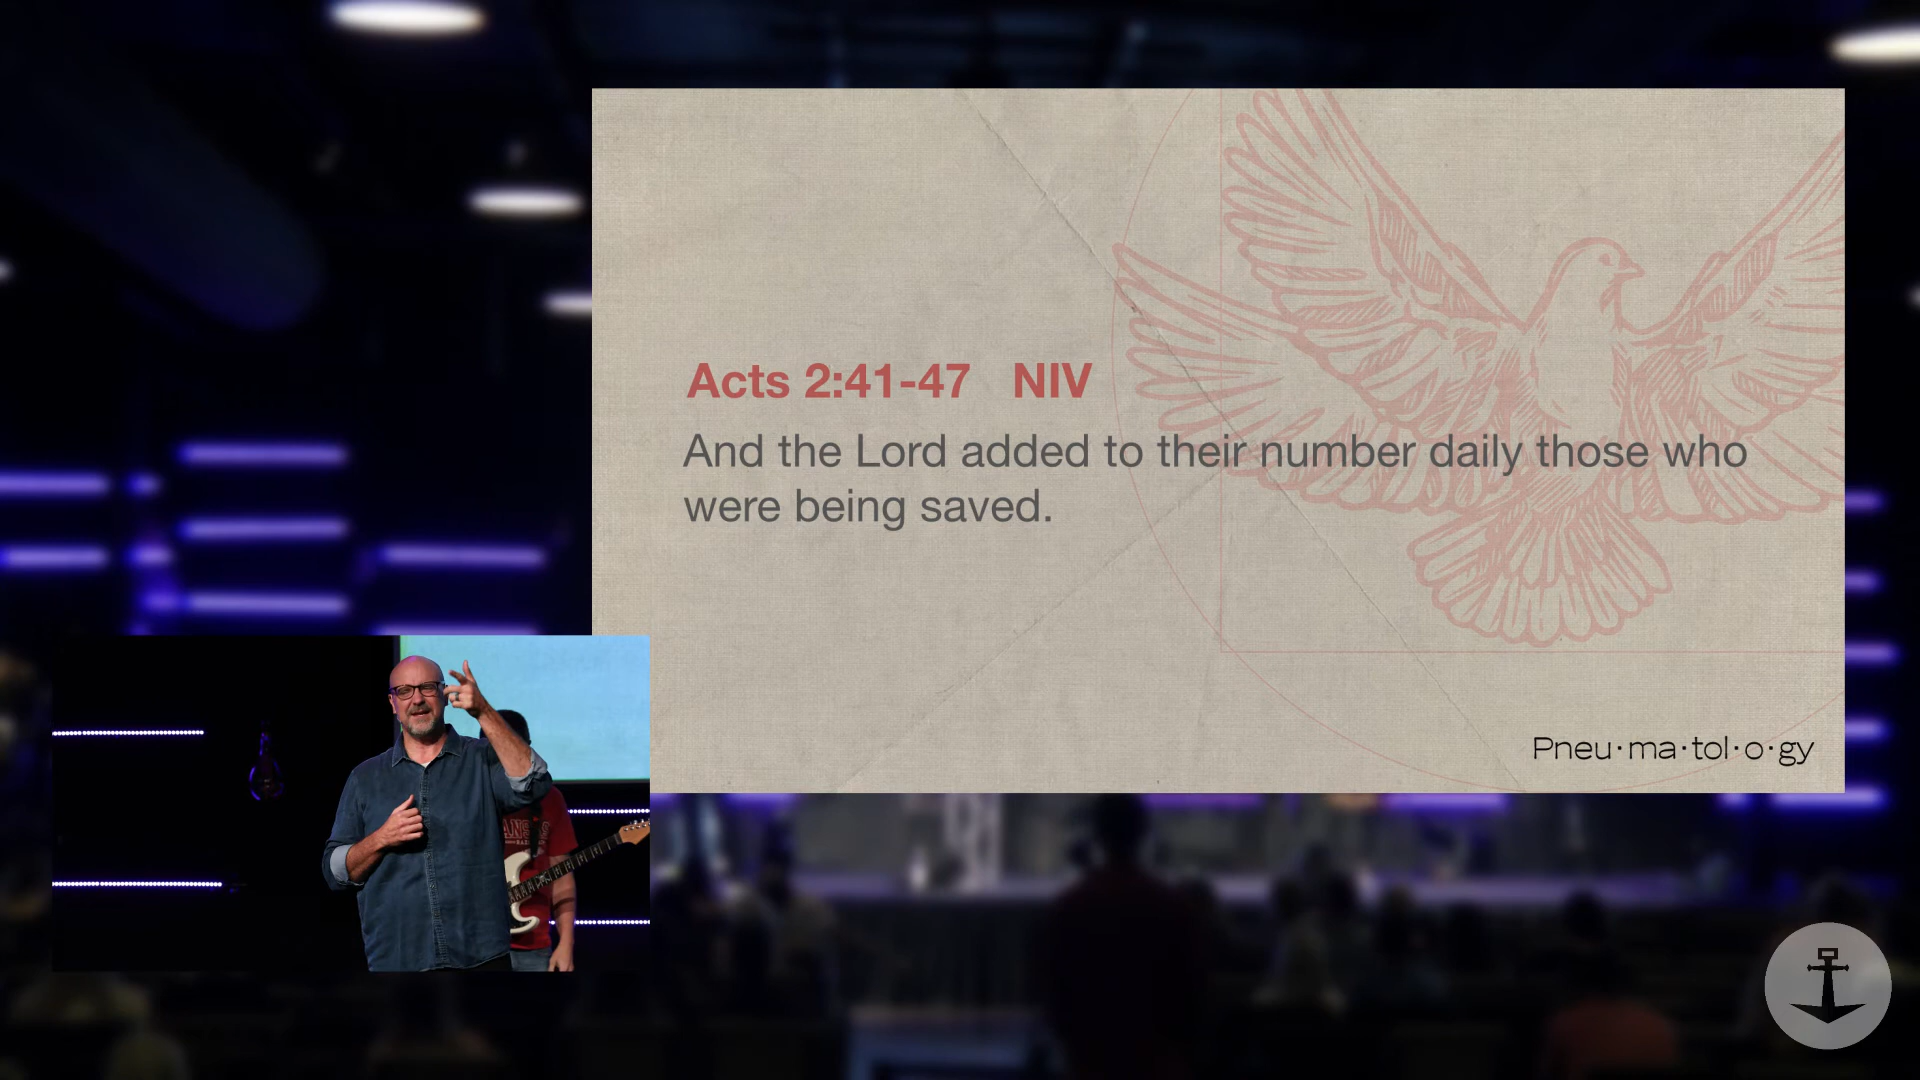 Acts 2:41-47 NIV
And the Lord added to their number daily those who
were being saved.
Pneu·ma·tol·o·gy